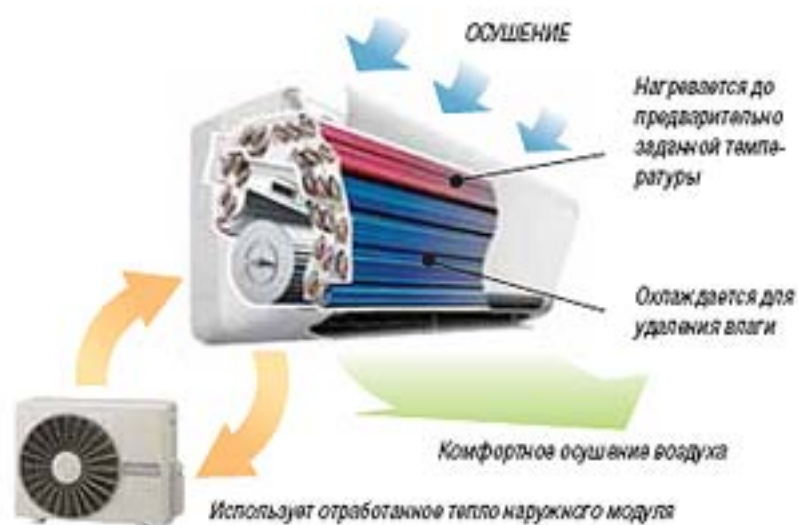 ОСУШЕНИЕ
Нагревается до
предварительно
заданной темпе-
ратуры
Охлаждается для
удаления влаги
Комфортное осушение воздуха
Использует отработанное тепло наружного модуля